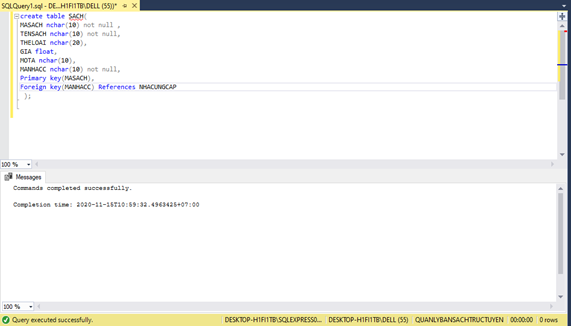 SQLQuery1.sql - DE...H1FI1TB\DELL (55))*
create table SACH(
MASACH nchar(10) not null ,
TENSACH nchar(10) not null,
THELOAI nchar(20),
GIA float,
MOTA nchar(10),
MANHACC nchar(10) not null,
Primary key(MASACH),
Foreign key(MANHACC) References NHACUNGCAP
);
100 %
Messages
Commands completed successfully.
Completion time: 2020-11-15T10:59:32.4963425+07:00
100 %
Query executed successfully. DESKTOP-H1FI1TB\SQLEXPRESS0... DESKTOP-H1FI1TB\DELL (55) QUANLYBANSACHTRUCTUYEN 00:00:00 0 rows